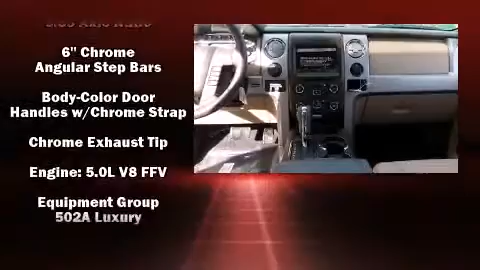 6" Chrome
Angular Step Bars
Body-Color Door
Handles w/Chrome Strap
Chrome Exhaust Tip
Engine: 5.0L V8 FFV
Equipment Group
502A Luxury